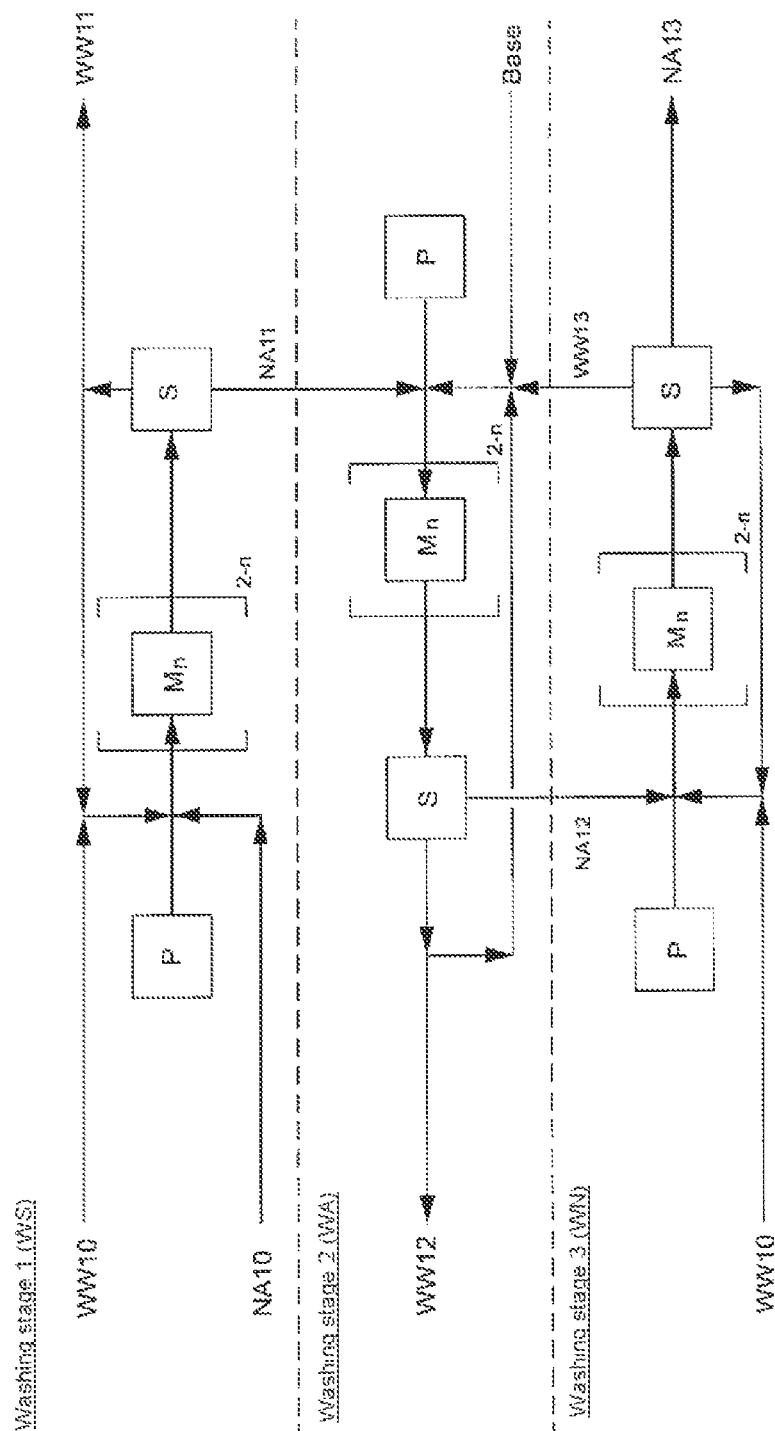 Washing stage 1 (WS)
WW10
WW11
P
Mn
2-n
S
NA10
NA11
Washing stage 2 (WA)
WW12
S
Mn
2-n
P
Base
NA12
WW13
Washing stage 3 (WN)
P
Mn
2-n
S
NA13
WW10